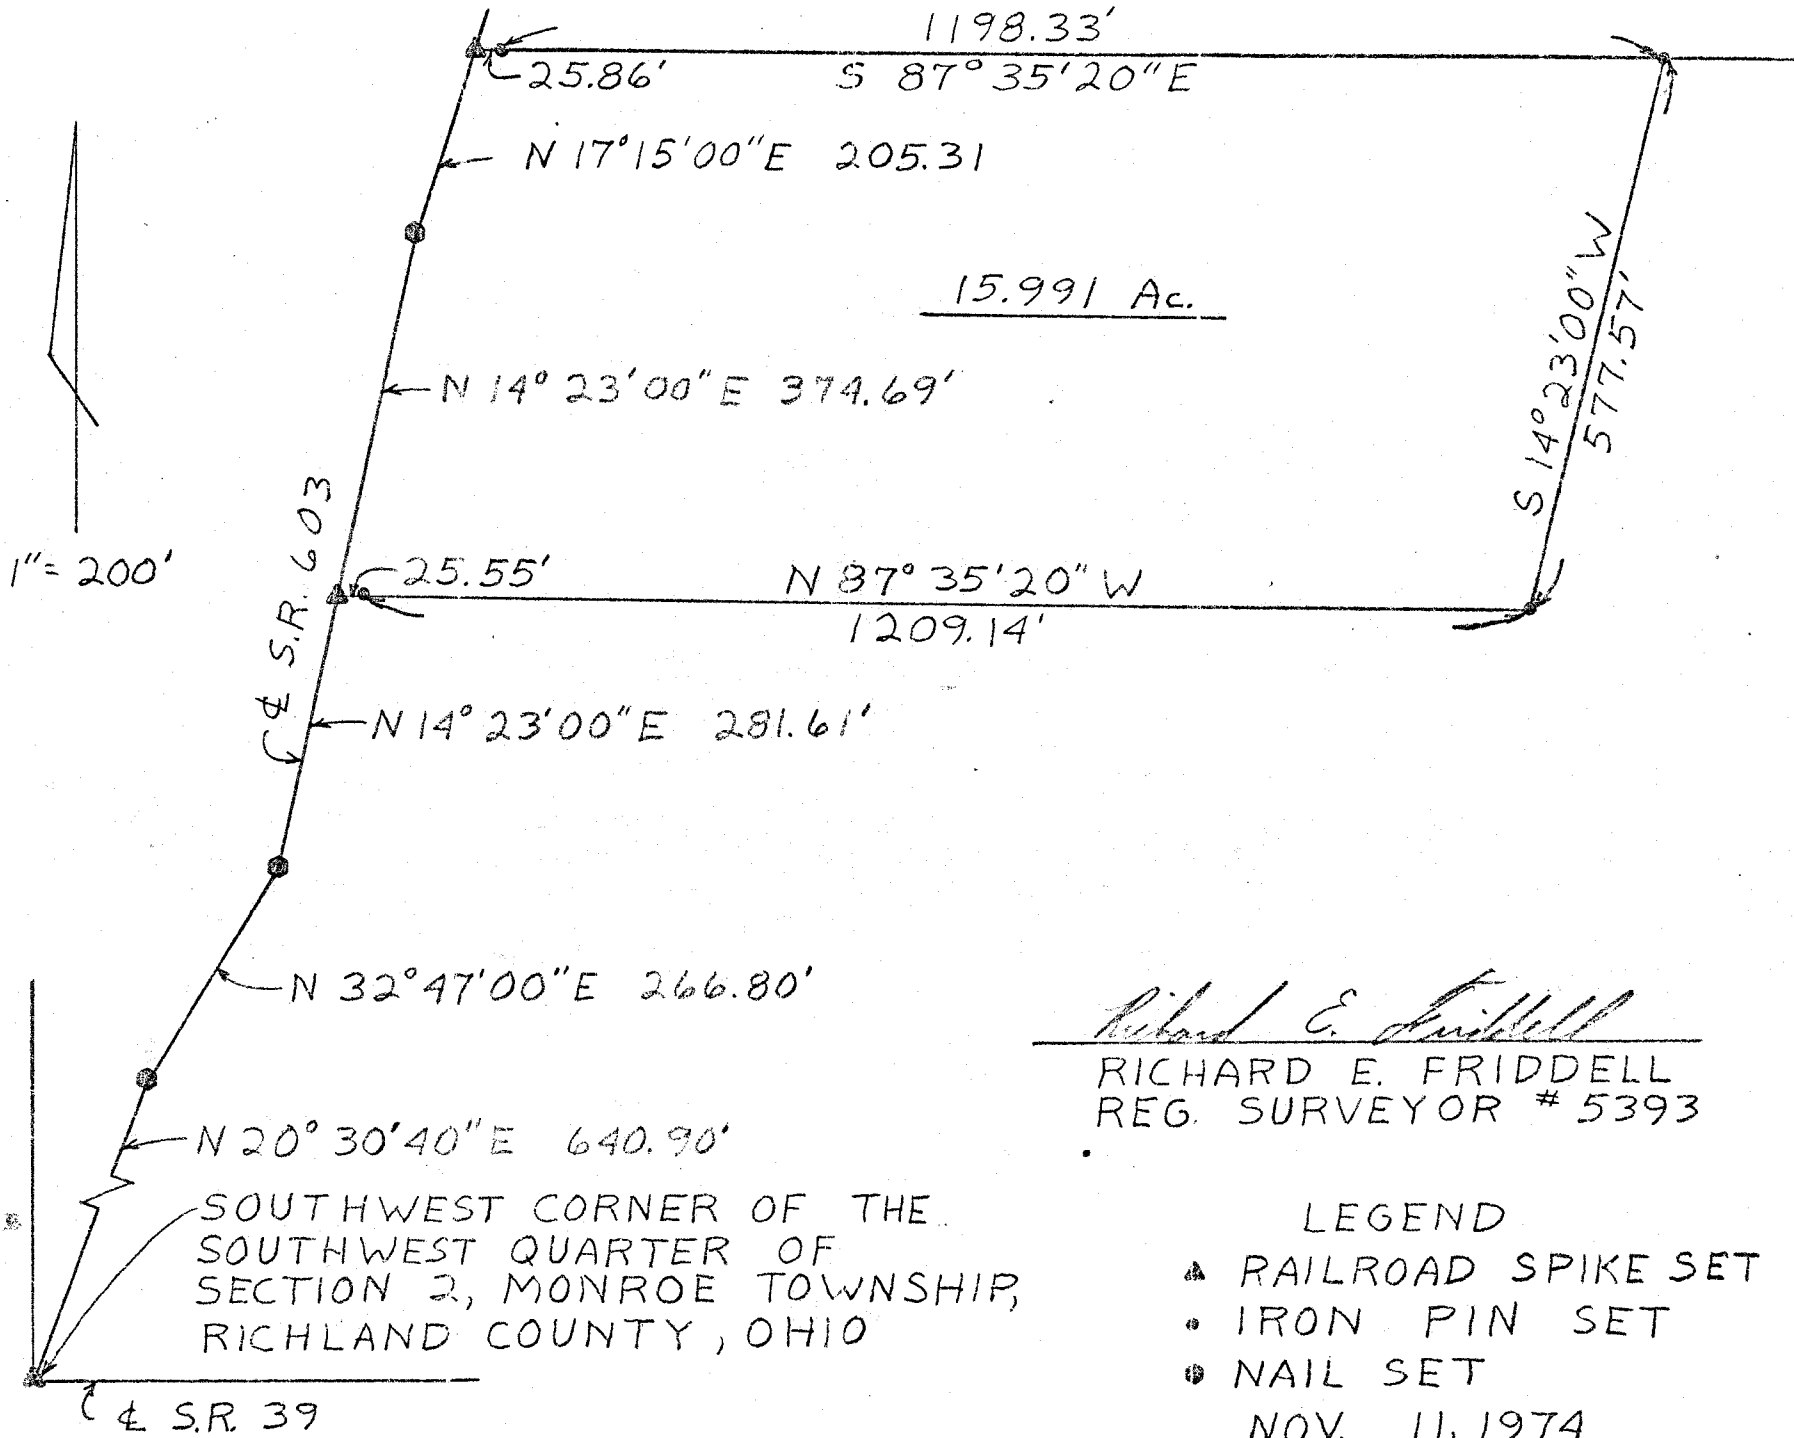 1198.33'
25.86'
S 87° 35'20"E
N 17°15'00"E 205.31
15.991 Ac.
S 14° 23'00" W
577.57'
N 14° 23'00"E 374.69'
1"= 200'
℄ S.R. 603
25.55'
N 87° 35'20" W
1209.14'
N 14° 23'00"E 281.61'
N 32°47'00"E 266.80'
Richard E. Friddell
RICHARD E. FRIDDELL
REG. SURVEYOR # 5393
N 20° 30'40"E 640.90'
SOUTHWEST CORNER OF THE
SOUTHWEST QUARTER OF
SECTION 2, MONROE TOWNSHIP,
RICHLAND COUNTY, OHIO
℄ S.R. 39
LEGEND
RAILROAD SPIKE SET
IRON PIN SET
NAIL SET
NOV. 11, 1974